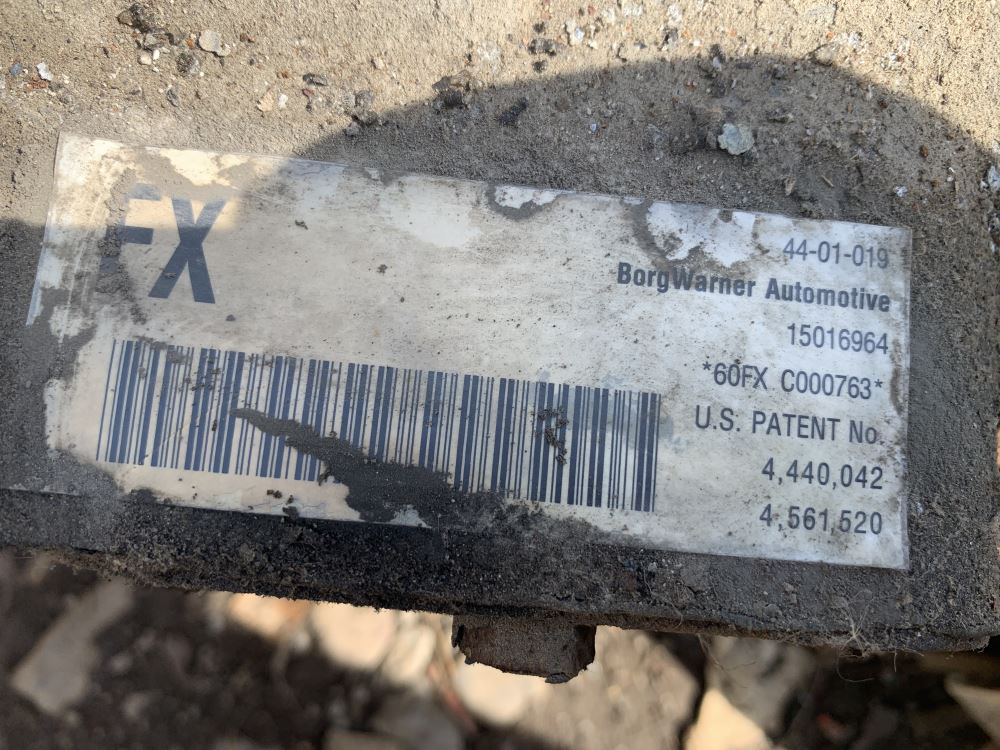 FX
44-01-019
BorgWarner Automotive
15016964
*60FX C000763*
U.S. PATENT No.
4,440,042
4,561,520